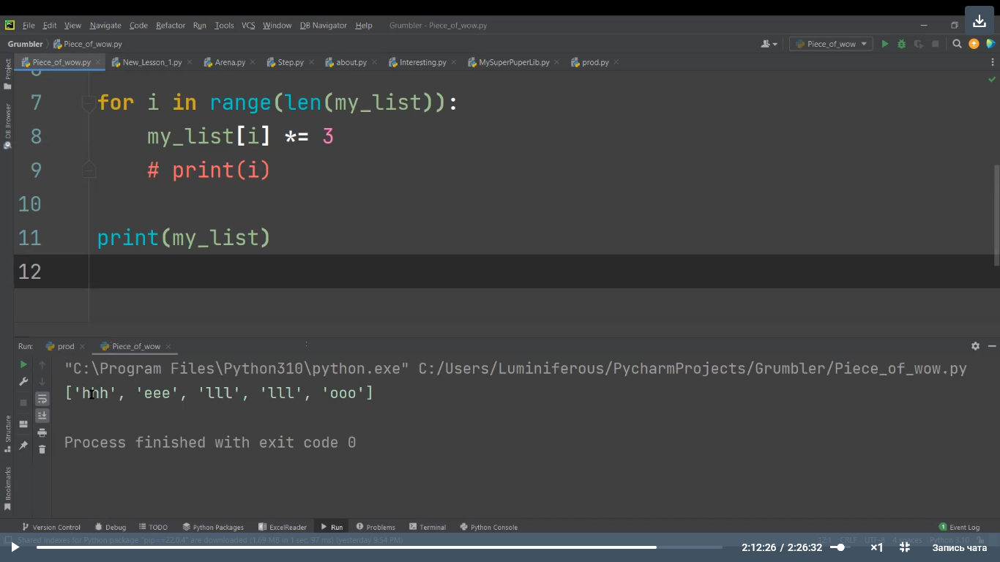 File Edit View Navigate Code Refactor Run Tools VCS Window DB Navigator Help Grumbler - Piece_of_wow.py
Grumbler Piece_of_wow.py Piece_of_wow
Piece_of_wow.py New_Lesson_1.py Arena.py Step.py about.py Interesting.py MySuperPuperLib.py prod.py
Project
DB Browser
7 for i in range(len(my_list)):
8 my_list[i] *= 3
9 # print(i)
10
11 print(my_list)
12
Run: prod Piece_of_wow
"C:\Program Files\Python310\python.exe" C:/Users/Luminiferous/PycharmProjects/Grumbler/Piece_of_wow.py
['hhh', 'eee', 'lll', 'lll', 'ooo']
Process finished with exit code 0
Structure
Bookmarks
Version Control Debug TODO Python Packages ExcelReader Run Problems Terminal Python Console 1 Event Log
Shared indexes for Python package "pip==22.0.4" are downloaded (1.69 MB in 1 sec, 97 ms) (yesterday 9:54 PM) 12:1 CRLF UTF-8 4 spaces Python 3.10
2:12:26 / 2:26:32 ×1 Запись чата